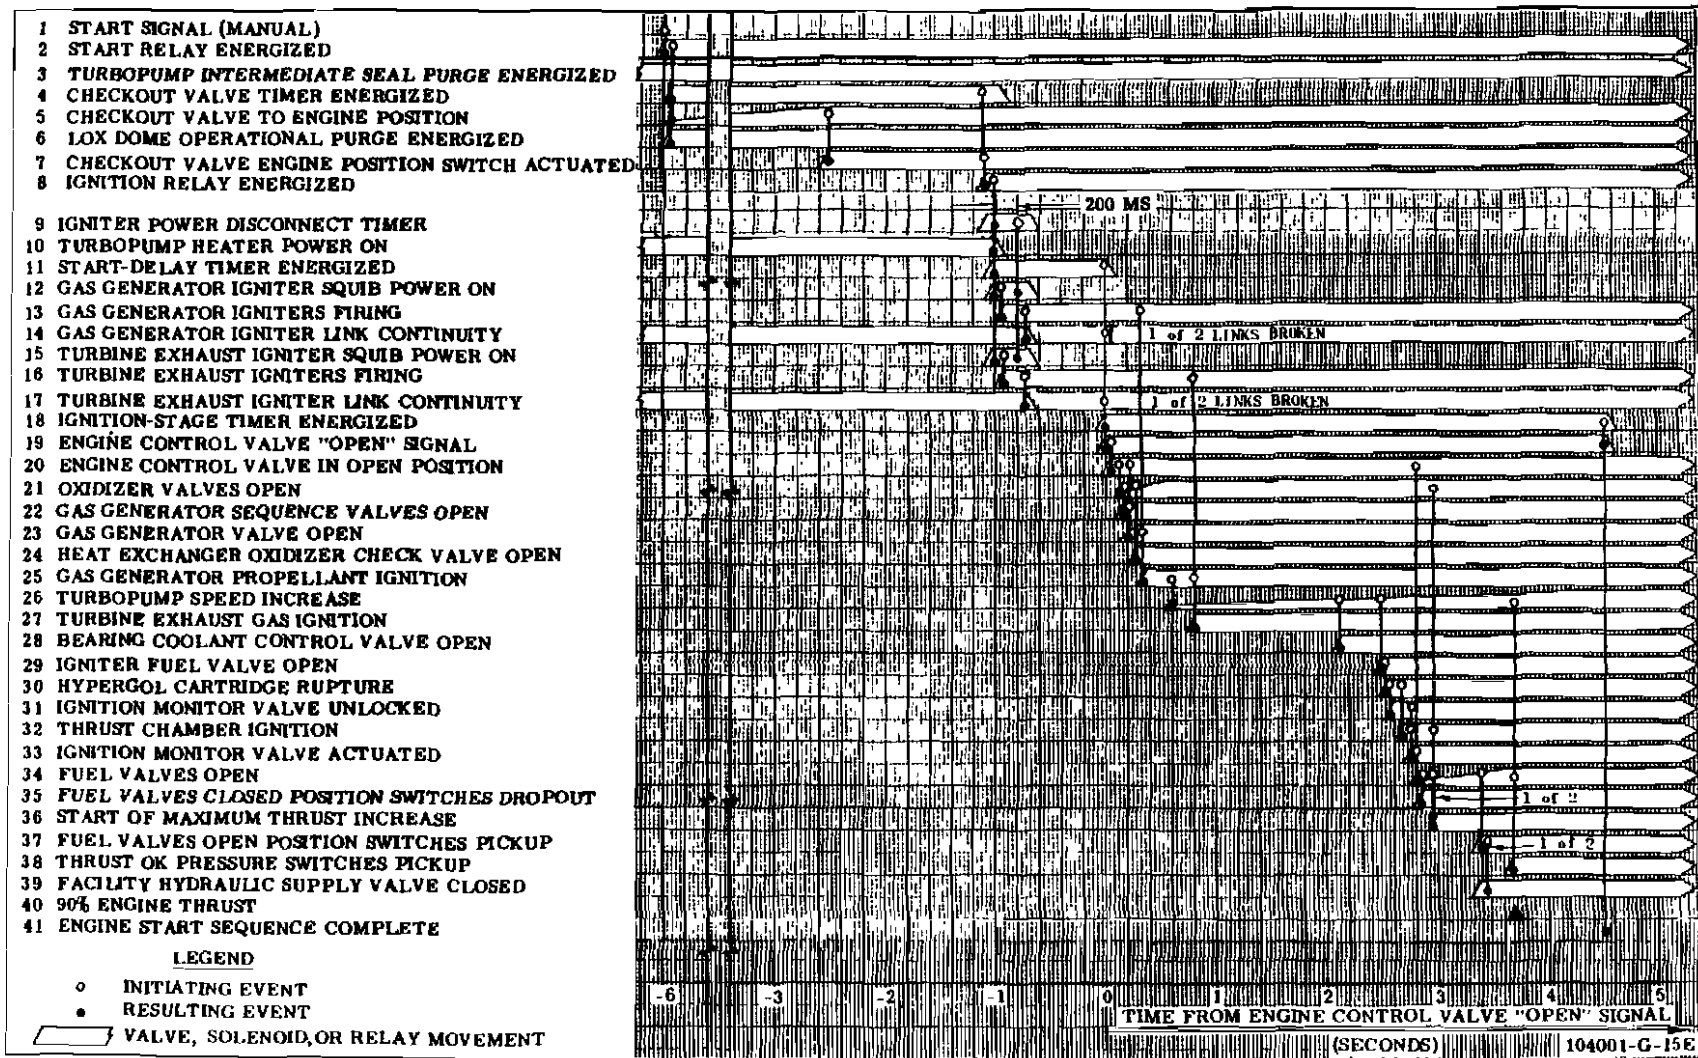 1 START SIGNAL (MANUAL)
2 START RELAY ENERGIZED
3 TURBOPUMP INTERMEDIATE SEAL PURGE ENERGIZED
4 CHECKOUT VALVE TIMER ENERGIZED
5 CHECKOUT VALVE TO ENGINE POSITION
6 LOX DOME OPERATIONAL PURGE ENERGIZED
7 CHECKOUT VALVE ENGINE POSITION SWITCH ACTUATED
8 IGNITION RELAY ENERGIZED
200 MS
9 IGNITER POWER DISCONNECT TIMER
10 TURBOPUMP HEATER POWER ON
11 START-DELAY TIMER ENERGIZED
12 GAS GENERATOR IGNITER SQUIB POWER ON
13 GAS GENERATOR IGNITERS FIRING
14 GAS GENERATOR IGNITER LINK CONTINUITY
1 of 2 LINKS BROKEN
15 TURBINE EXHAUST IGNITER SQUIB POWER ON
16 TURBINE EXHAUST IGNITERS FIRING
17 TURBINE EXHAUST IGNITER LINK CONTINUITY
1 of 2 LINKS BROKEN
18 IGNITION-STAGE TIMER ENERGIZED
19 ENGINE CONTROL VALVE "OPEN" SIGNAL
20 ENGINE CONTROL VALVE IN OPEN POSITION
21 OXIDIZER VALVES OPEN
22 GAS GENERATOR SEQUENCE VALVES OPEN
23 GAS GENERATOR VALVE OPEN
24 HEAT EXCHANGER OXIDIZER CHECK VALVE OPEN
25 GAS GENERATOR PROPELLANT IGNITION
26 TURBOPUMP SPEED INCREASE
27 TURBINE EXHAUST GAS IGNITION
28 BEARING COOLANT CONTROL VALVE OPEN
29 IGNITER FUEL VALVE OPEN
30 HYPERGOL CARTRIDGE RUPTURE
31 IGNITION MONITOR VALVE UNLOCKED
32 THRUST CHAMBER IGNITION
33 IGNITION MONITOR VALVE ACTUATED
34 FUEL VALVES OPEN
35 FUEL VALVES CLOSED POSITION SWITCHES DROPOUT
1 of 2
36 START OF MAXIMUM THRUST INCREASE
37 FUEL VALVES OPEN POSITION SWITCHES PICKUP
1 of 2
38 THRUST OK PRESSURE SWITCHES PICKUP
39 FACILITY HYDRAULIC SUPPLY VALVE CLOSED
40 90% ENGINE THRUST
41 ENGINE START SEQUENCE COMPLETE
LEGEND
INITIATING EVENT
RESULTING EVENT
VALVE, SOLENOID, OR RELAY MOVEMENT
-6 -3 -2 -1 0 1 2 3 4 5
TIME FROM ENGINE CONTROL VALVE "OPEN" SIGNAL
(SECONDS)
104001-G-15E